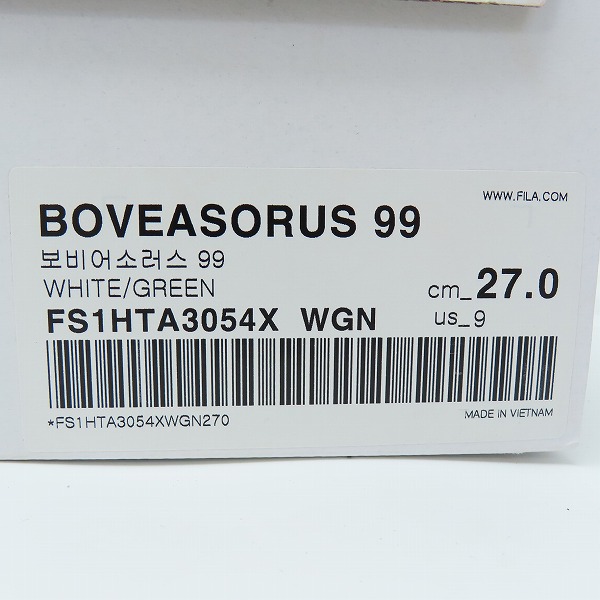 WWW.FILA.COM
BOVEASORUS 99
보비어소러스 99
WHITE/GREEN
cm_27.0
FS1HTA3054X WGN
us_9
*FS1HTA3054XWGN270
MADE IN VIETNAM